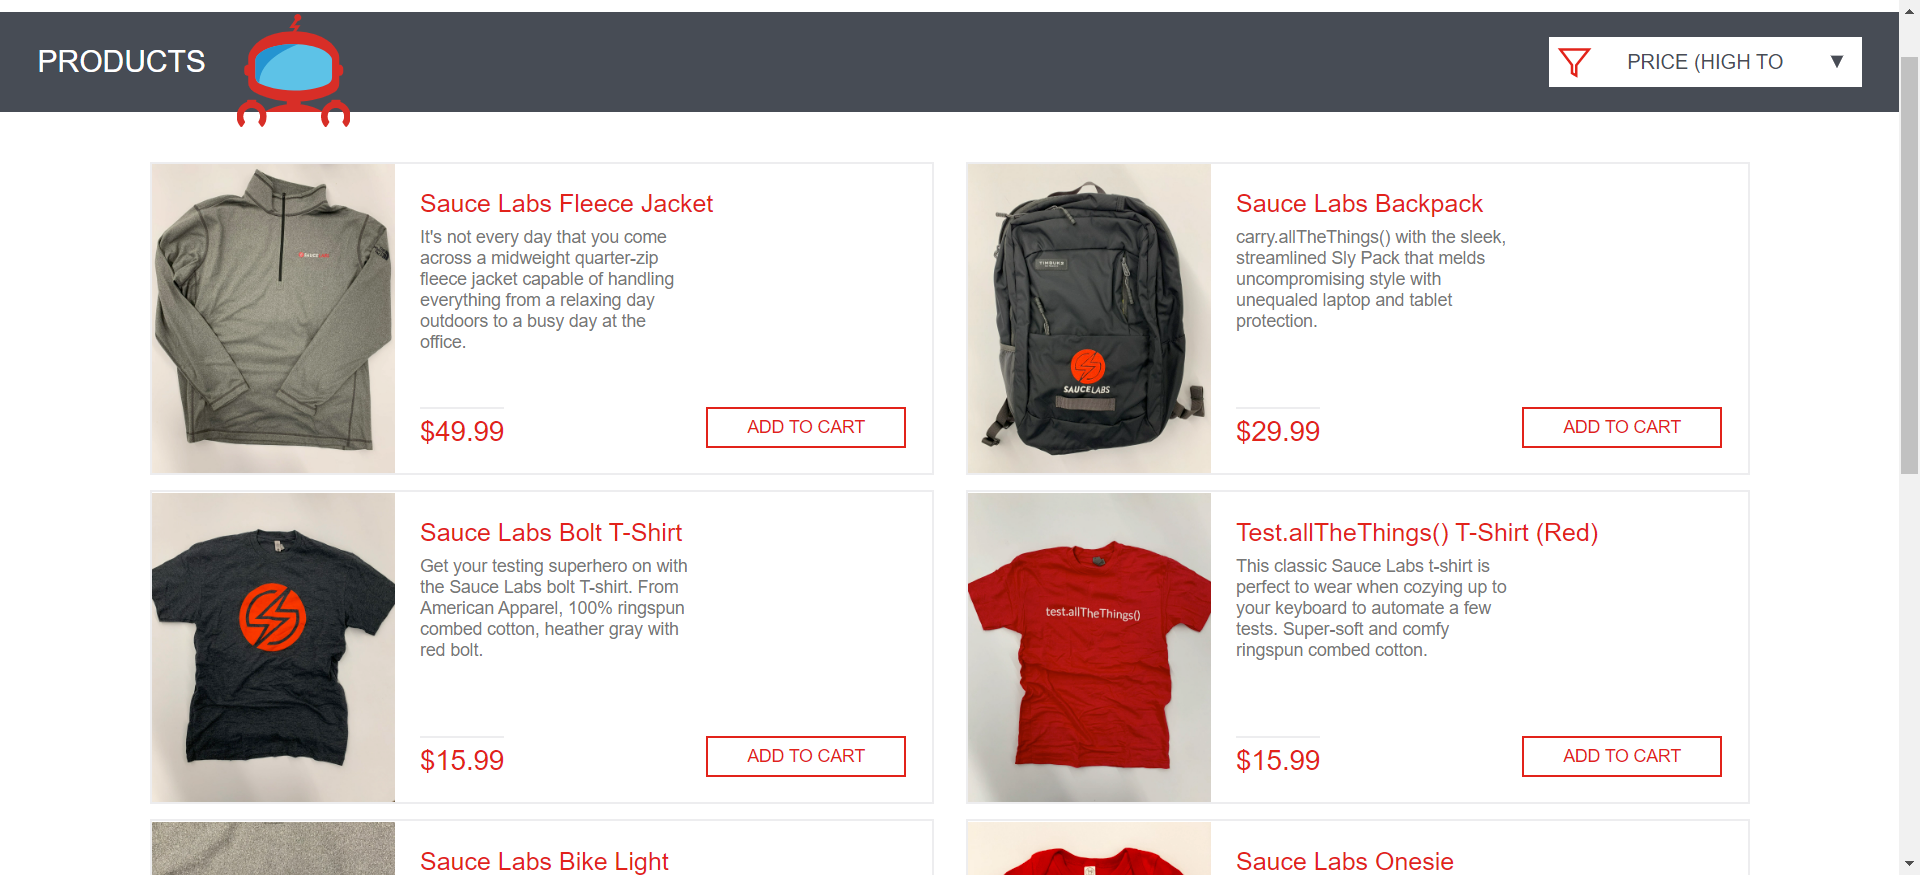 PRODUCTS
PRICE (HIGH TO
Sauce Labs Fleece Jacket
It's not every day that you come
across a midweight quarter-zip
fleece jacket capable of handling
everything from a relaxing day
outdoors to a busy day at the
office.
$49.99
ADD TO CART
SAUCE LABS
Sauce Labs Backpack
carry.allTheThings() with the sleek,
streamlined Sly Pack that melds
uncompromising style with
unequaled laptop and tablet
protection.
$29.99
ADD TO CART
TIMBUK2
SAUCELABS
Sauce Labs Bolt T-Shirt
Get your testing superhero on with
the Sauce Labs bolt T-shirt. From
American Apparel, 100% ringspun
combed cotton, heather gray with
red bolt.
$15.99
ADD TO CART
Test.allTheThings() T-Shirt (Red)
This classic Sauce Labs t-shirt is
perfect to wear when cozying up to
your keyboard to automate a few
tests. Super-soft and comfy
ringspun combed cotton.
$15.99
ADD TO CART
test.allTheThings()
Sauce Labs Bike Light
Sauce Labs Onesie